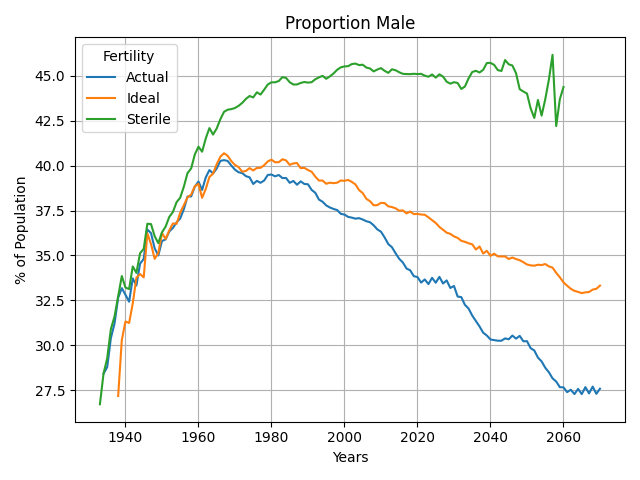 Proportion Male
Fertility
Actual
Ideal
Sterile
% of Population
45.0
42.5
40.0
37.5
35.0
32.5
30.0
27.5
1940 1960 1980 2000 2020 2040 2060
Years